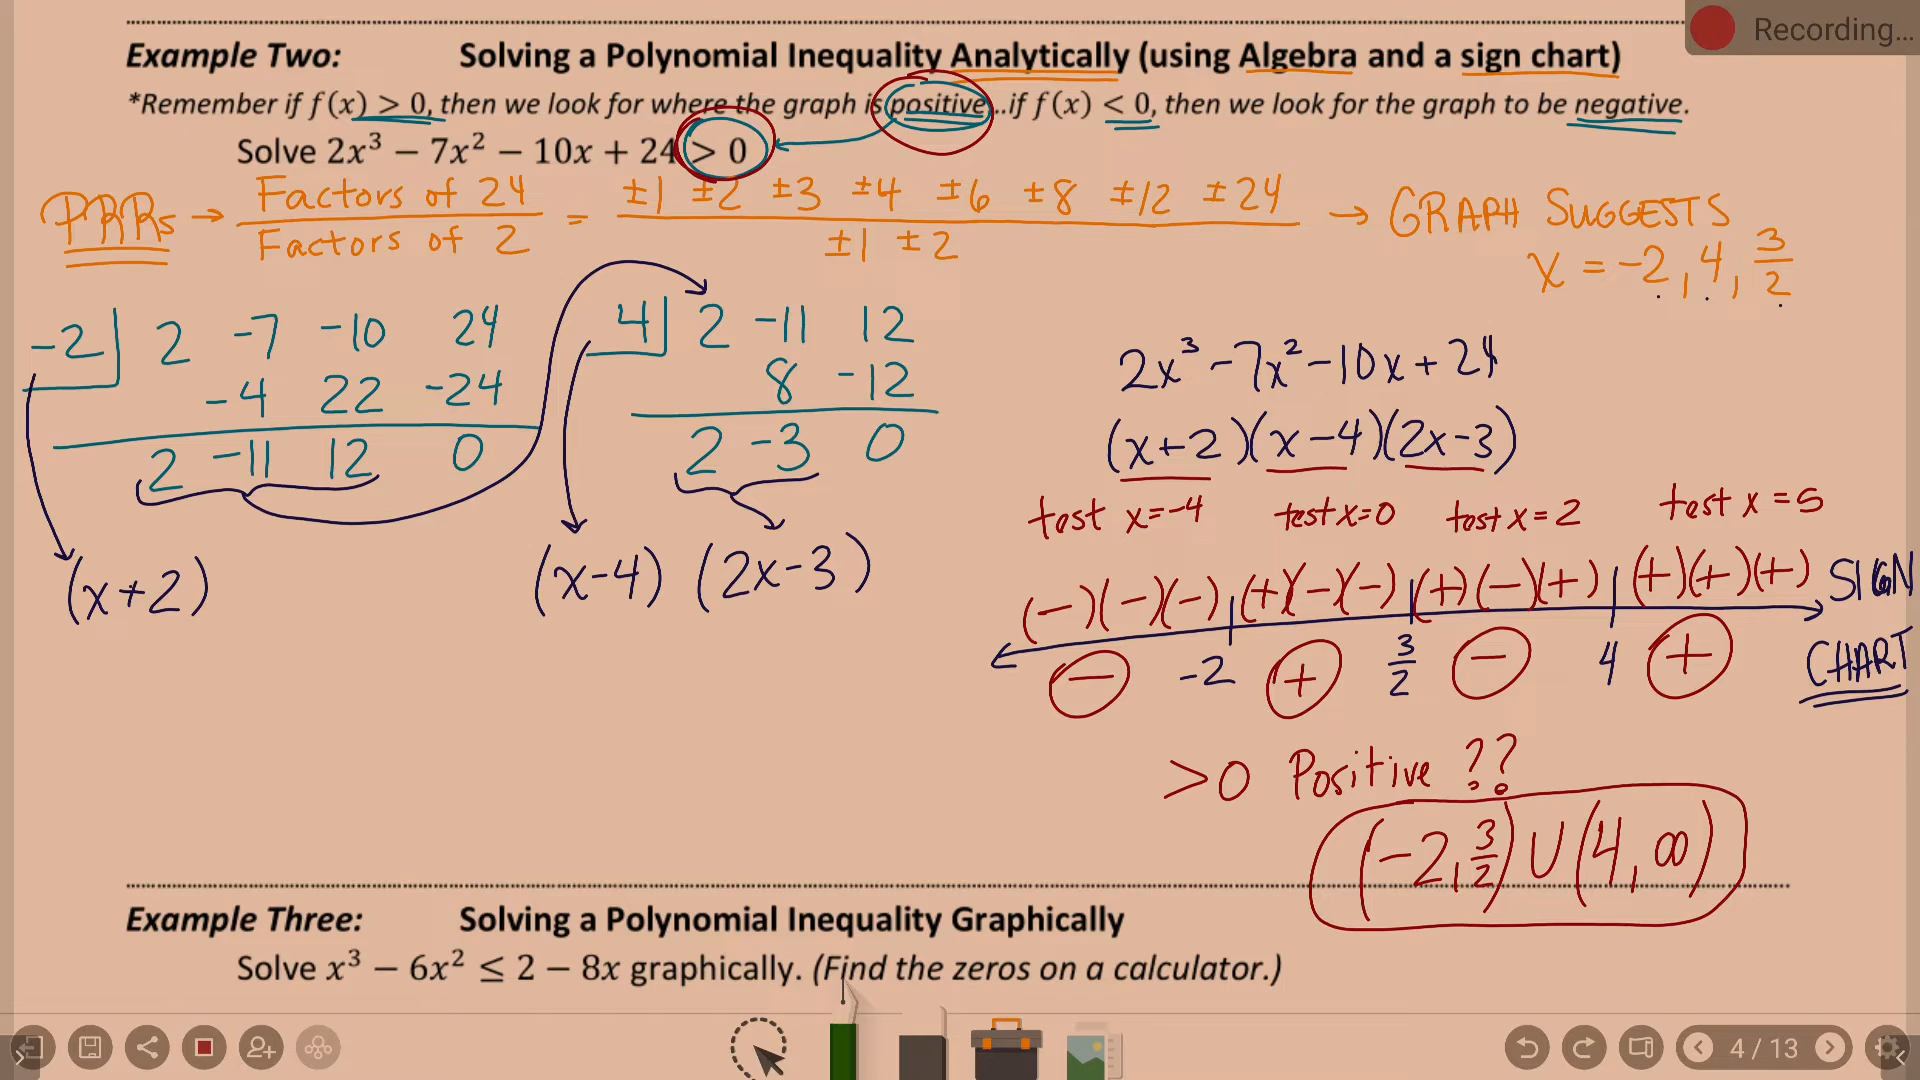 Recording...
Example Two: Solving a Polynomial Inequality Analytically (using Algebra and a sign chart)
*Remember if f(x) > 0, then we look for where the graph is positive...if f(x) < 0, then we look for the graph to be negative.
Solve 2x³ − 7x² − 10x + 24 > 0
PRRs → Factors of 24 / Factors of 2 = ±1 ±2 ±3 ±4 ±6 ±8 ±12 ±24 / ±1 ±2 → GRAPH SUGGESTS
x = -2, 4, 3/2
-2 | 2 -7 -10 24
-4 22 -24
2 -11 12 0
(x+2)
4 | 2 -11 12
8 -12
2 -3 0
(x-4) (2x-3)
2x³ -7x² -10x + 24
(x+2)(x-4)(2x-3)
test x=-4 test x=0 test x=2 test x=5
(-)(-)(-) (+)(-)(-) (+)(-)(+) (+)(+)(+) SIGN
- -2 + 3/2 - 4 + CHART
>0 Positive ??
(-2, 3/2) U (4, ∞)
Example Three: Solving a Polynomial Inequality Graphically
Solve x³ − 6x² ≤ 2 − 8x graphically. (Find the zeros on a calculator.)
4 / 13